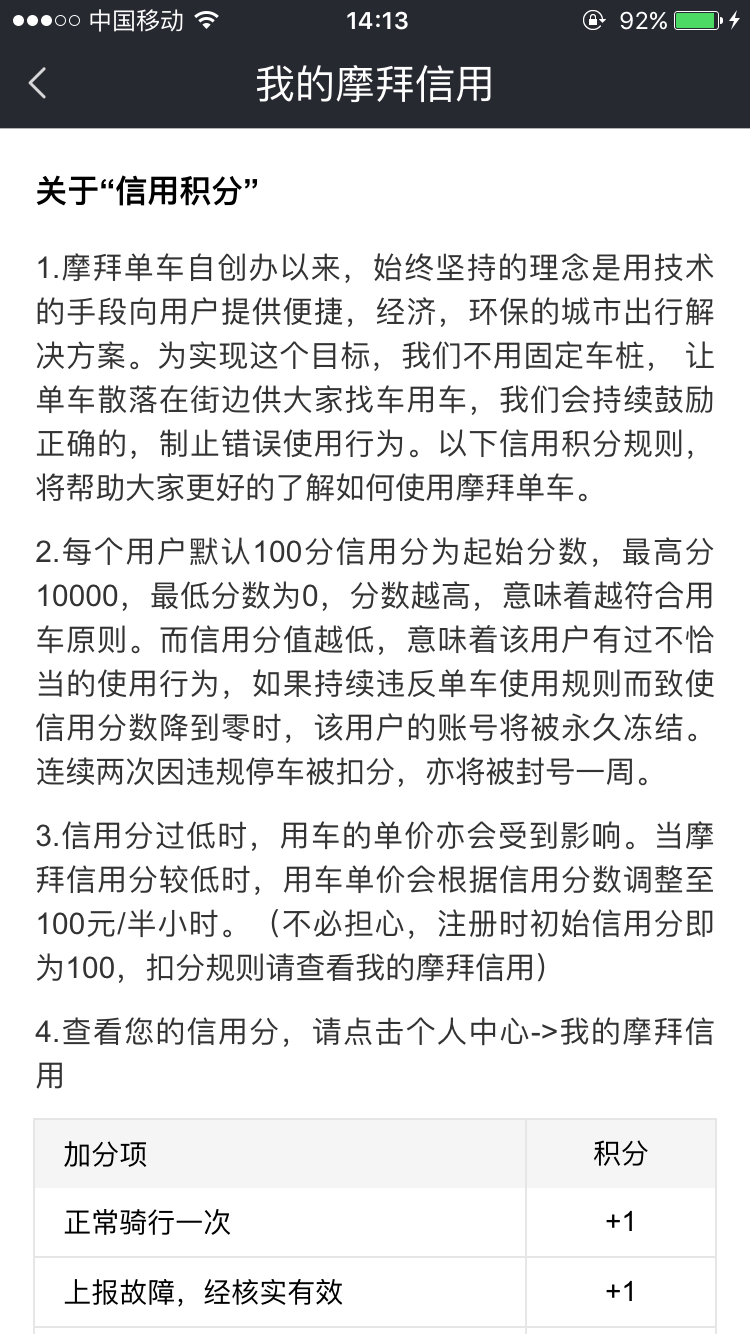 中国移动
14:13
92%
我的摩拜信用
关于“信用积分”
1.摩拜单车自创办以来，始终坚持的理念是用技术
的手段向用户提供便捷，经济，环保的城市出行解
决方案。为实现这个目标，我们不用固定车桩， 让
单车散落在街边供大家找车用车，我们会持续鼓励
正确的，制止错误使用行为。以下信用积分规则，
将帮助大家更好的了解如何使用摩拜单车。
2.每个用户默认100分信用分为起始分数，最高分
10000，最低分数为0，分数越高，意味着越符合用
车原则。而信用分值越低，意味着该用户有过不恰
当的使用行为，如果持续违反单车使用规则而致使
信用分数降到零时，该用户的账号将被永久冻结。
连续两次因违规停车被扣分，亦将被封号一周。
3.信用分过低时，用车的单价亦会受到影响。当摩
拜信用分较低时，用车单价会根据信用分数调整至
100元/半小时。（不必担心，注册时初始信用分即
为100，扣分规则请查看我的摩拜信用）
4.查看您的信用分，请点击个人中心->我的摩拜信
用
加分项 积分
正常骑行一次 +1
上报故障，经核实有效 +1